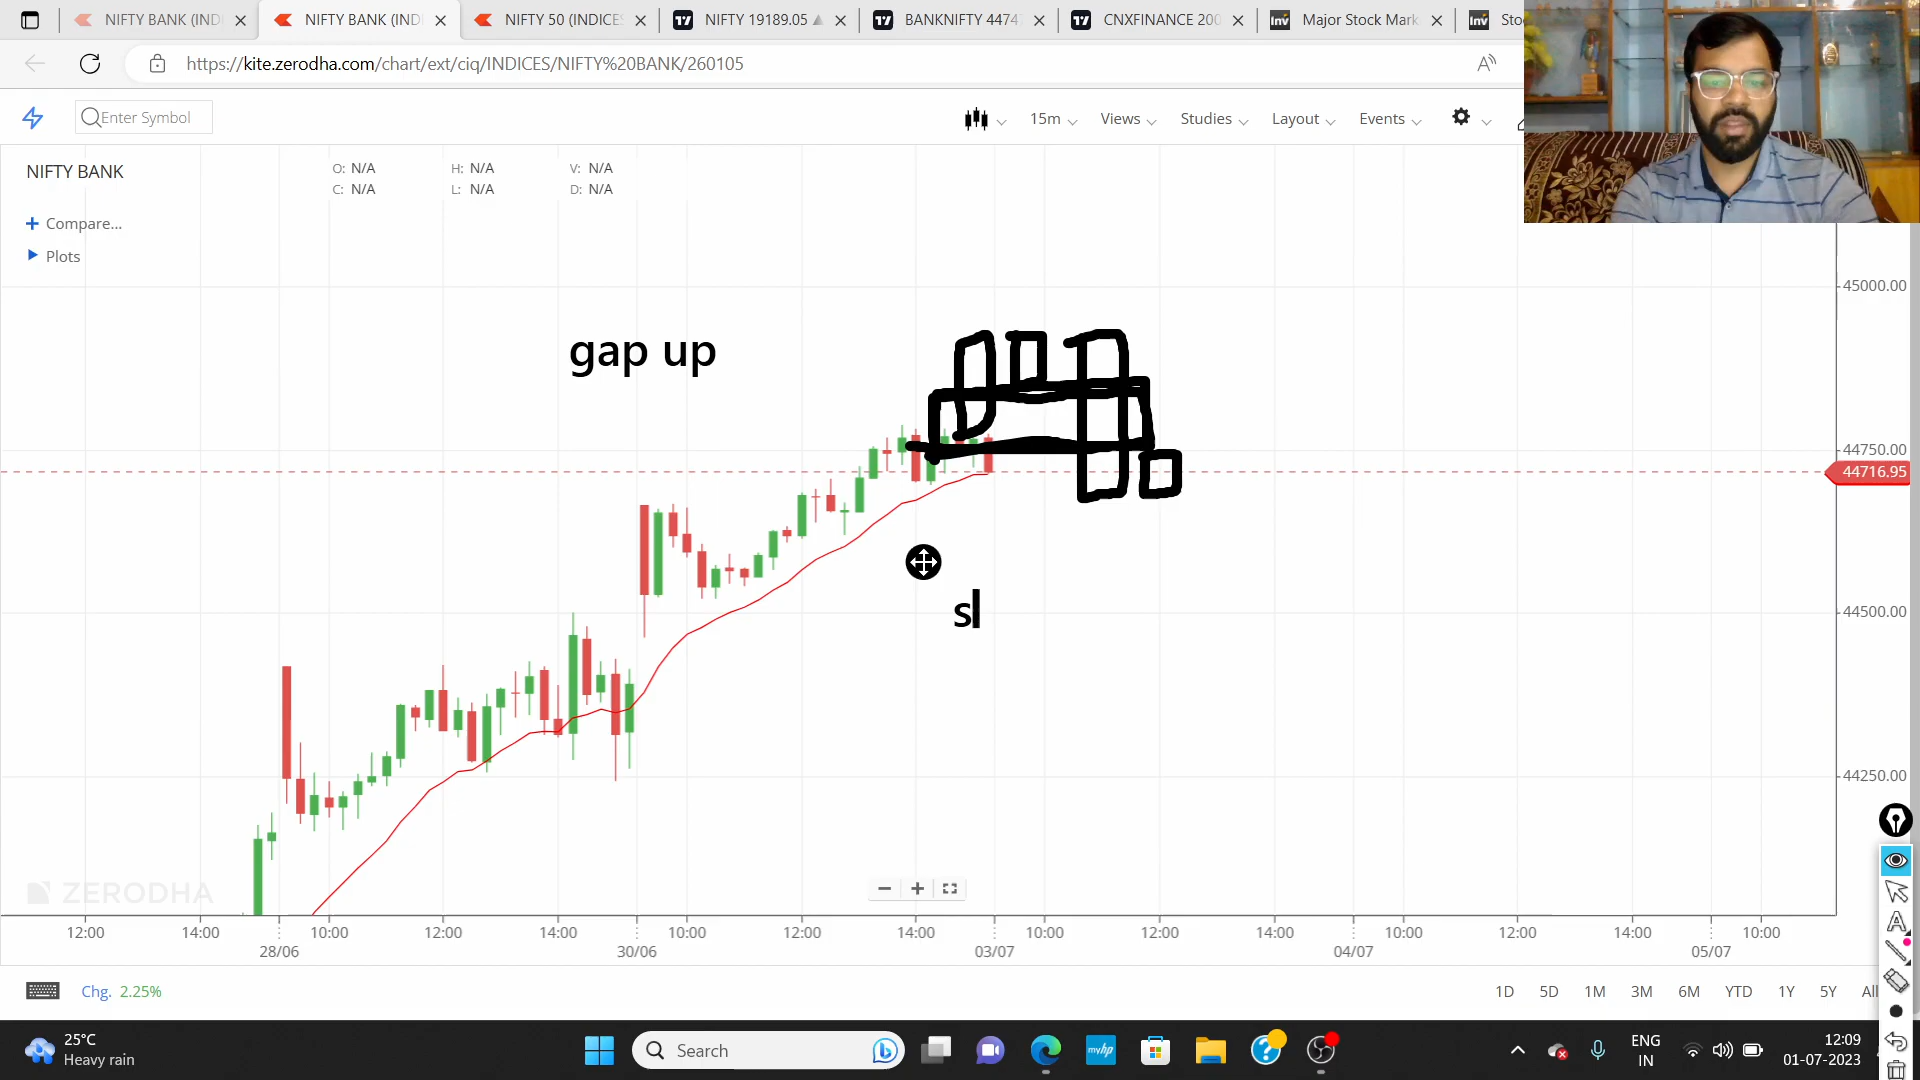 NIFTY BANK (IND
NIFTY BANK (IND
NIFTY 50 (INDICES
NIFTY 19189.05
BANKNIFTY 4474
CNXFINANCE 200
Major Stock Mark
Sto
https://kite.zerodha.com/chart/ext/ciq/INDICES/NIFTY%20BANK/260105
Enter Symbol
15m
Views
Studies
Layout
Events
NIFTY BANK
O: N/A
H: N/A
V: N/A
C: N/A
L: N/A
D: N/A
+ Compare...
Plots
gap up
sl
45000.00
44750.00
44716.95
44500.00
44250.00
ZERODHA
12:00
14:00
10:00
12:00
14:00
10:00
12:00
14:00
10:00
12:00
14:00
10:00
12:00
14:00
10:00
28/06
30/06
03/07
04/07
05/07
Chg. 2.25%
1D
5D
1M
3M
6M
YTD
1Y
5Y
All
25°C
Heavy rain
Search
myhp
ENG
IN
12:09
01-07-2023